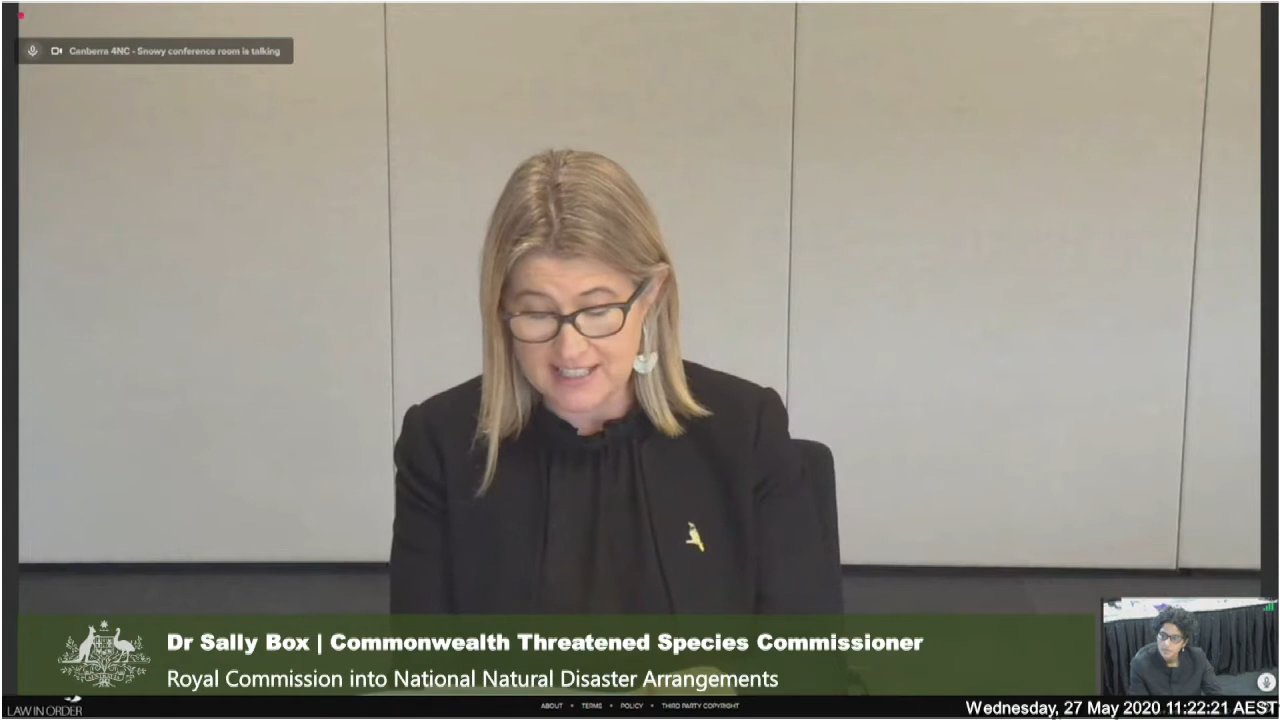 Canberra 4NC - Snowy conference room is talking
Dr Sally Box | Commonwealth Threatened Species Commissioner
Royal Commission into National Natural Disaster Arrangements
LAW IN ORDER
ABOUT • TERMS • POLICY • THIRD PARTY COPYRIGHT
Wednesday, 27 May 2020 11:22:21 AEST